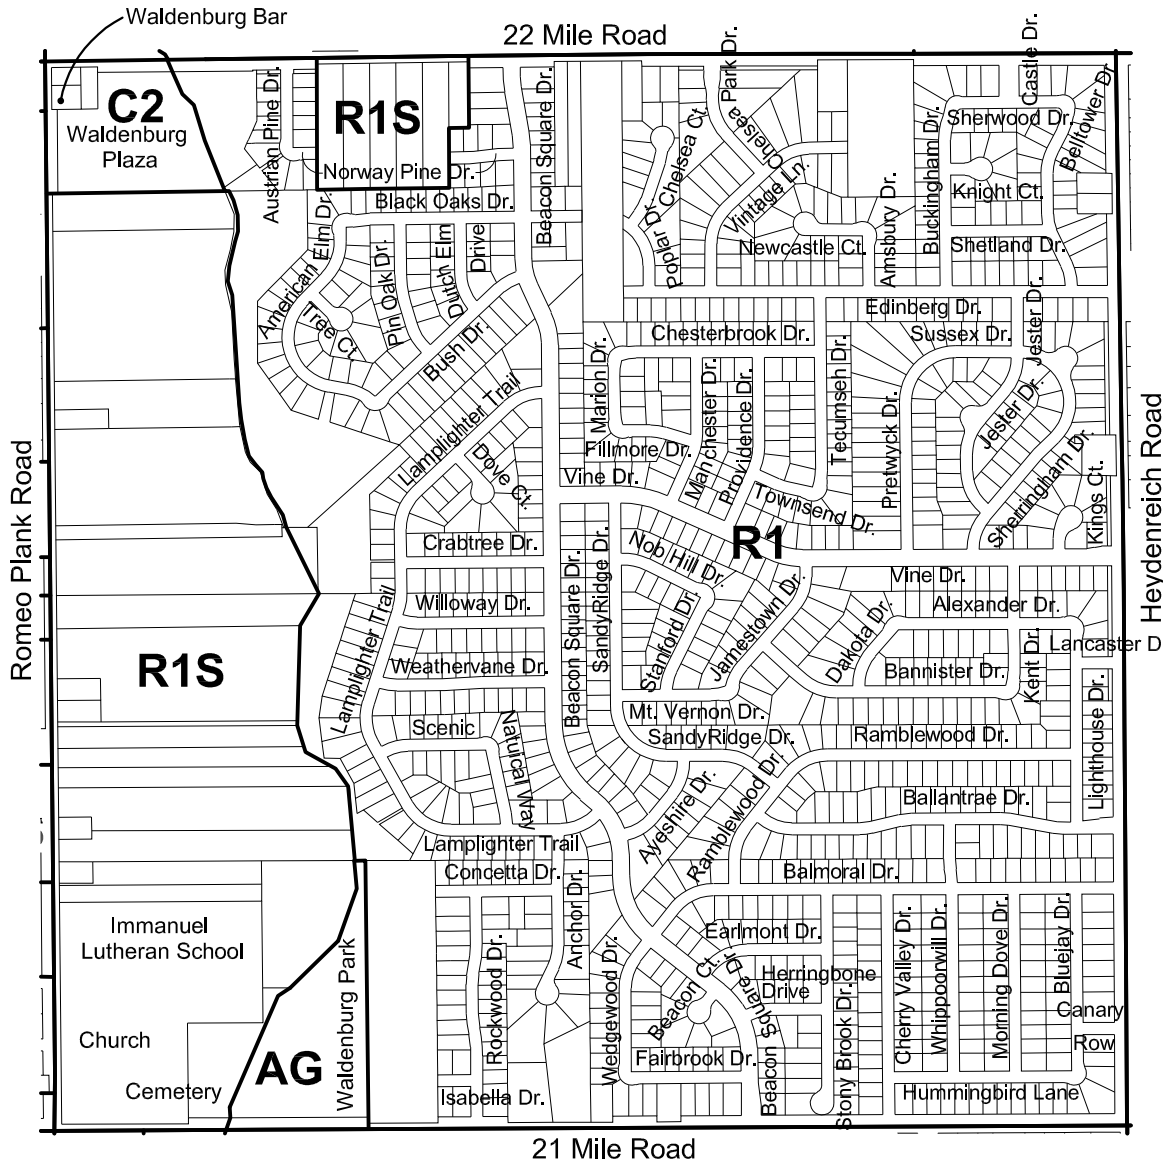 Waldenburg Bar
22 Mile Road
C2
Waldenburg
Plaza
R1S
Austrian Pine Dr.
Norway Pine Dr.
Beacon Square Dr.
Black Oaks Dr.
Chelsea Ct.
Chelsea
Park Dr.
Vintage Ln.
Poplar Dr.
Newcastle Ct.
Amsbury Dr.
Buckingham Dr.
Castle Dr.
Sherwood Dr.
Belltower Dr.
Knight Ct.
Shetland Dr.
American Elm Dr.
Tree Ct.
Pin Oak Dr.
Dutch Elm
Drive
Bush Dr.
Edinberg Dr.
Chesterbrook Dr.
Sussex Dr.
Jester Dr.
Jester Dr.
Marion Dr.
Manchester Dr.
Providence Dr.
Tecumseh Dr.
Pretwyck Dr.
Lamplighter Trail
Dove Ct.
Fillmore Dr.
Vine Dr.
Townsend Dr.
Sherringham Dr.
Kings Ct.
Romeo Plank Road
Heydenreich Road
R1
Crabtree Dr.
Nob Hill Dr.
SandyRidge Dr.
Beacon Square Dr.
Willoway Dr.
Vine Dr.
Alexander Dr.
Lamplighter Trail
Stanford Dr.
Jamestown Dr.
Dakota Dr.
Lancaster D
R1S
Weathervane Dr.
Bannister Dr.
Kent Dr.
Mt. Vernon Dr.
Scenic
Natuical Way
SandyRidge Dr.
Ramblewood Dr.
Lighthouse Dr.
Ayeshire Dr.
Ramblewood Dr.
Ballantrae Dr.
Lamplighter Trail
Concetta Dr.
Balmoral Dr.
Immanuel
Lutheran School
Waldenburg Park
Anchor Dr.
Rockwood Dr.
Wedgewood Dr.
Earlmont Dr.
Beacon Ct.
Beacon Square Dr.
Square Dr
Herringbone
Drive
Stony Brook Dr.
Cherry Valley Dr.
Whippoonwill Dr.
Morning Dove Dr.
Bluejay Dr.
Canary
Row
Church
Cemetery
AG
Fairbrook Dr.
Isabella Dr.
Hummingbird Lane
21 Mile Road